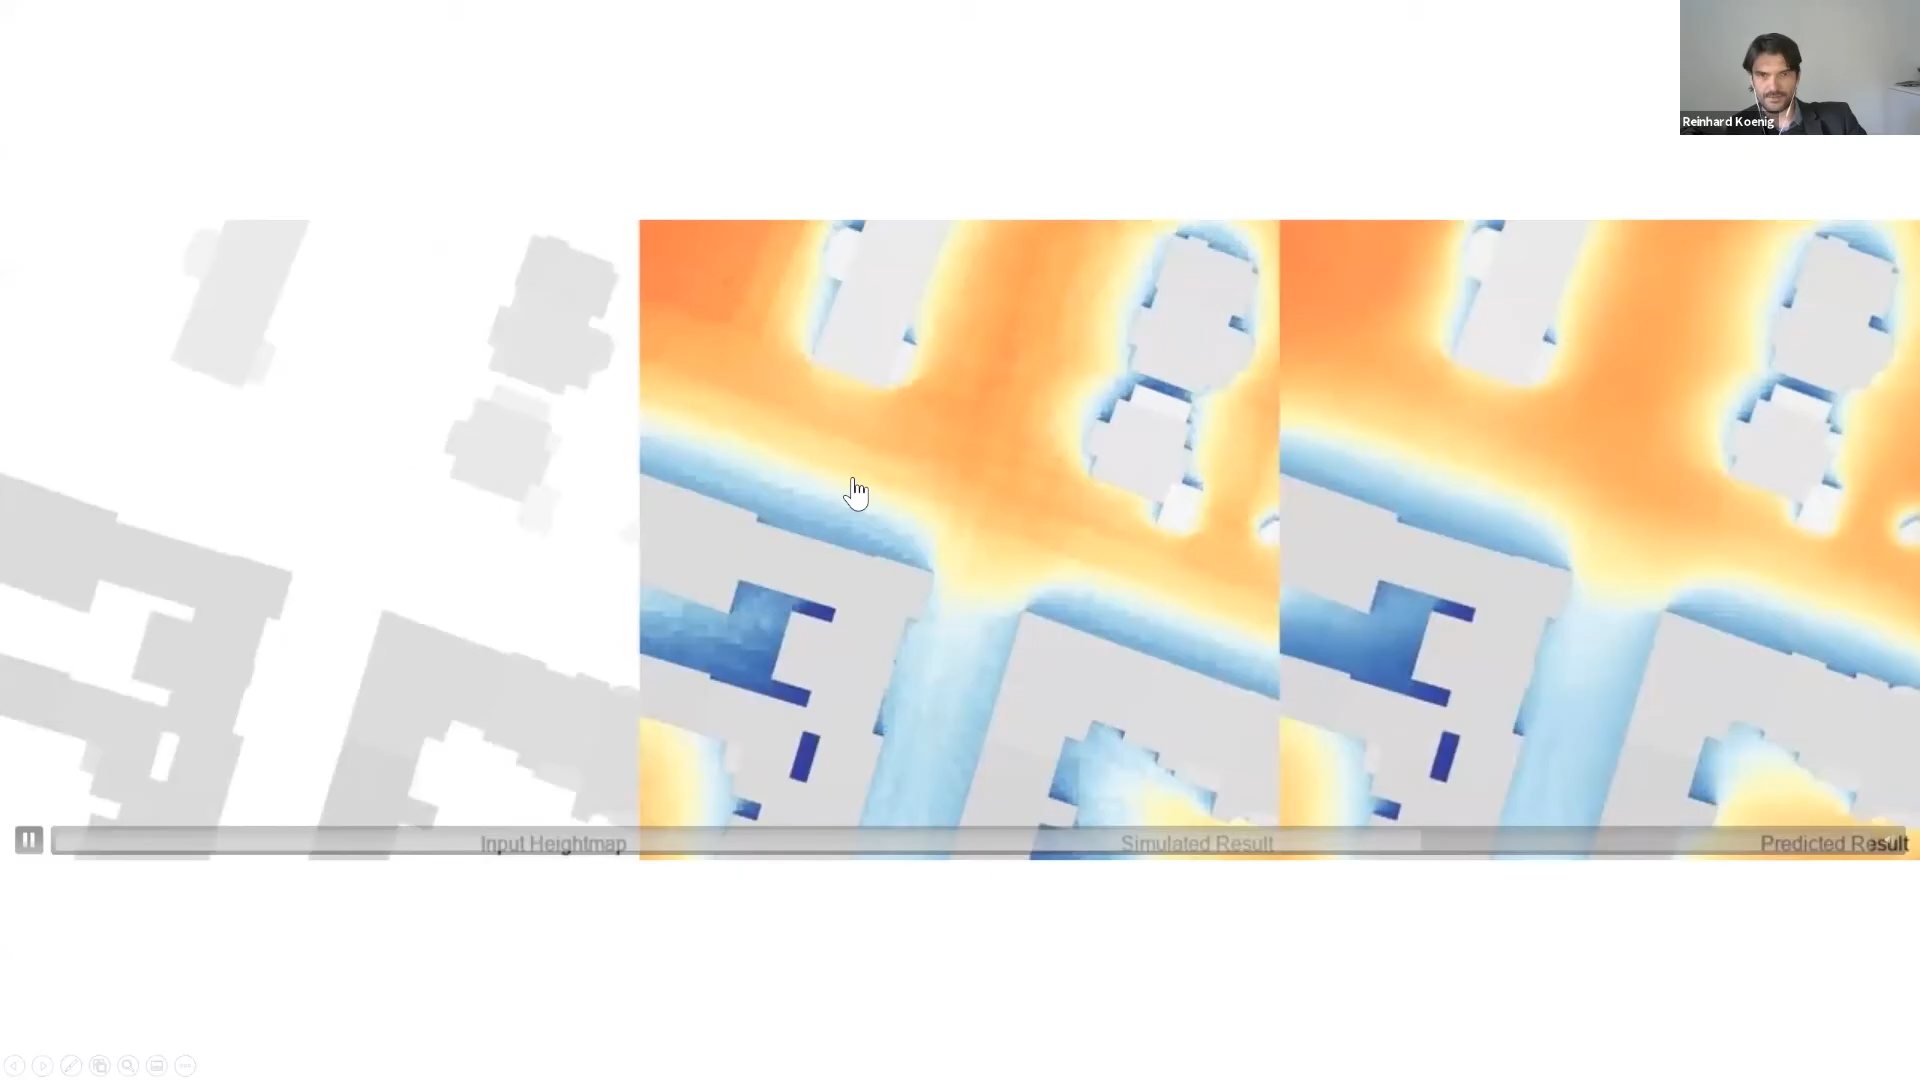 Reinhard Koenig
Input Heightmap
Simulated Result
Predicted Result